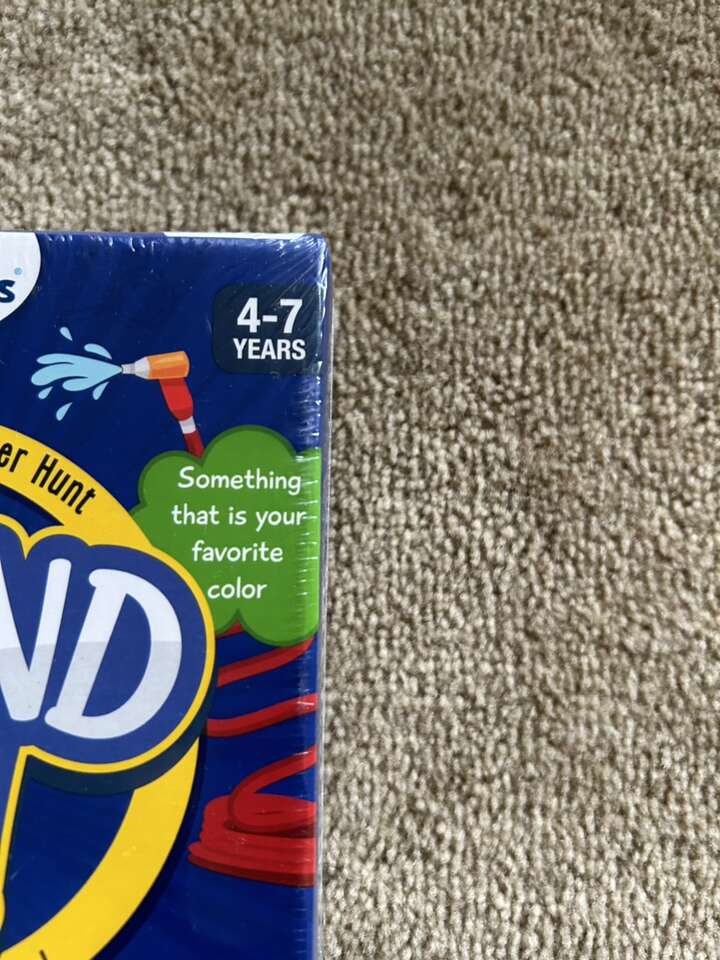 s®
4-7
YEARS
er Hunt
Something
that is your
favorite
color
ND